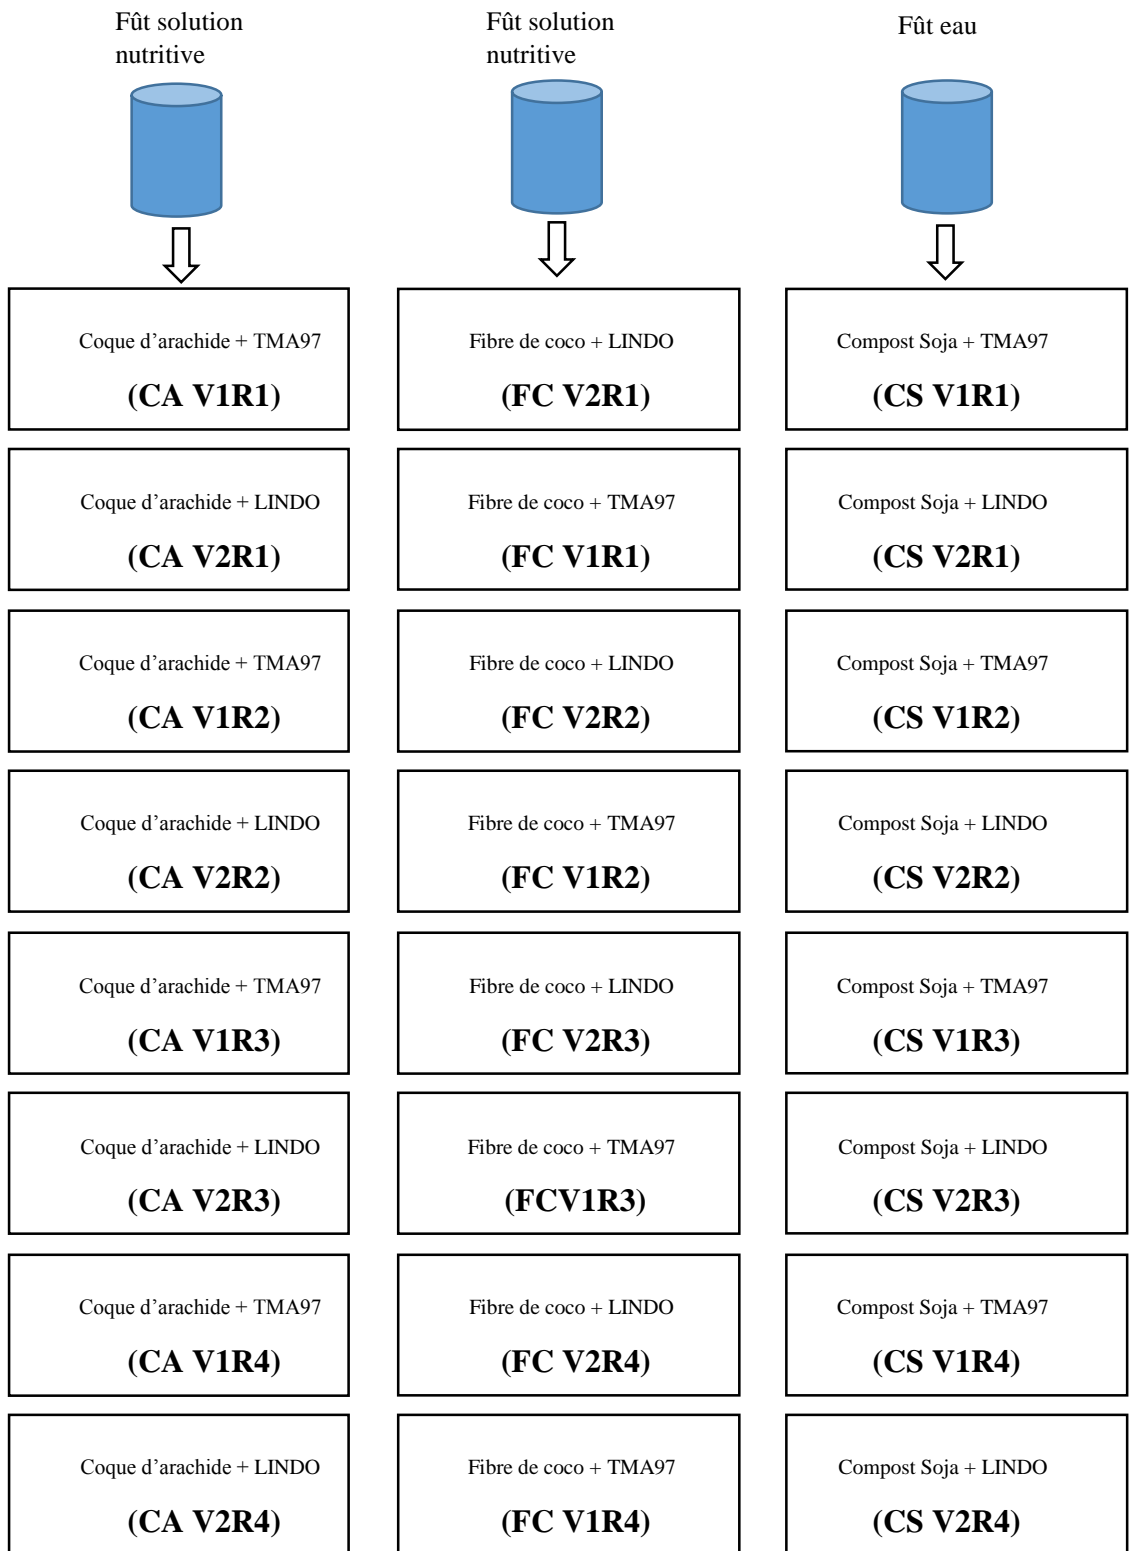 Fût solution
nutritive
Fût solution
nutritive
Fût eau
Coque d’arachide + TMA97
(CA V1R1)
Fibre de coco + LINDO
(FC V2R1)
Compost Soja + TMA97
(CS V1R1)
Coque d’arachide + LINDO
(CA V2R1)
Fibre de coco + TMA97
(FC V1R1)
Compost Soja + LINDO
(CS V2R1)
Coque d’arachide + TMA97
(CA V1R2)
Fibre de coco + LINDO
(FC V2R2)
Compost Soja + TMA97
(CS V1R2)
Coque d’arachide + LINDO
(CA V2R2)
Fibre de coco + TMA97
(FC V1R2)
Compost Soja + LINDO
(CS V2R2)
Coque d’arachide + TMA97
(CA V1R3)
Fibre de coco + LINDO
(FC V2R3)
Compost Soja + TMA97
(CS V1R3)
Coque d’arachide + LINDO
(CA V2R3)
Fibre de coco + TMA97
(FCV1R3)
Compost Soja + LINDO
(CS V2R3)
Coque d’arachide + TMA97
(CA V1R4)
Fibre de coco + LINDO
(FC V2R4)
Compost Soja + TMA97
(CS V1R4)
Coque d’arachide + LINDO
(CA V2R4)
Fibre de coco + TMA97
(FC V1R4)
Compost Soja + LINDO
(CS V2R4)